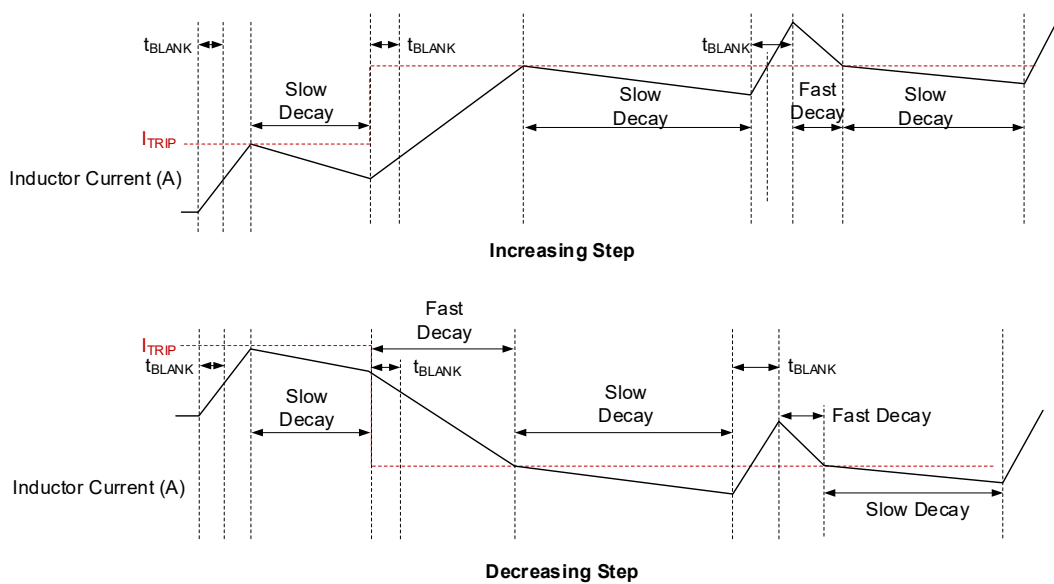 tBLANK
tBLANK
tBLANK
Slow
Decay
Slow
Decay
Fast
Decay
Slow
Decay
ITRIP
Inductor Current (A)
Increasing Step
Fast
Decay
ITRIP
tBLANK
tBLANK
tBLANK
Slow
Decay
Slow
Decay
Fast Decay
Inductor Current (A)
Slow Decay
Decreasing Step